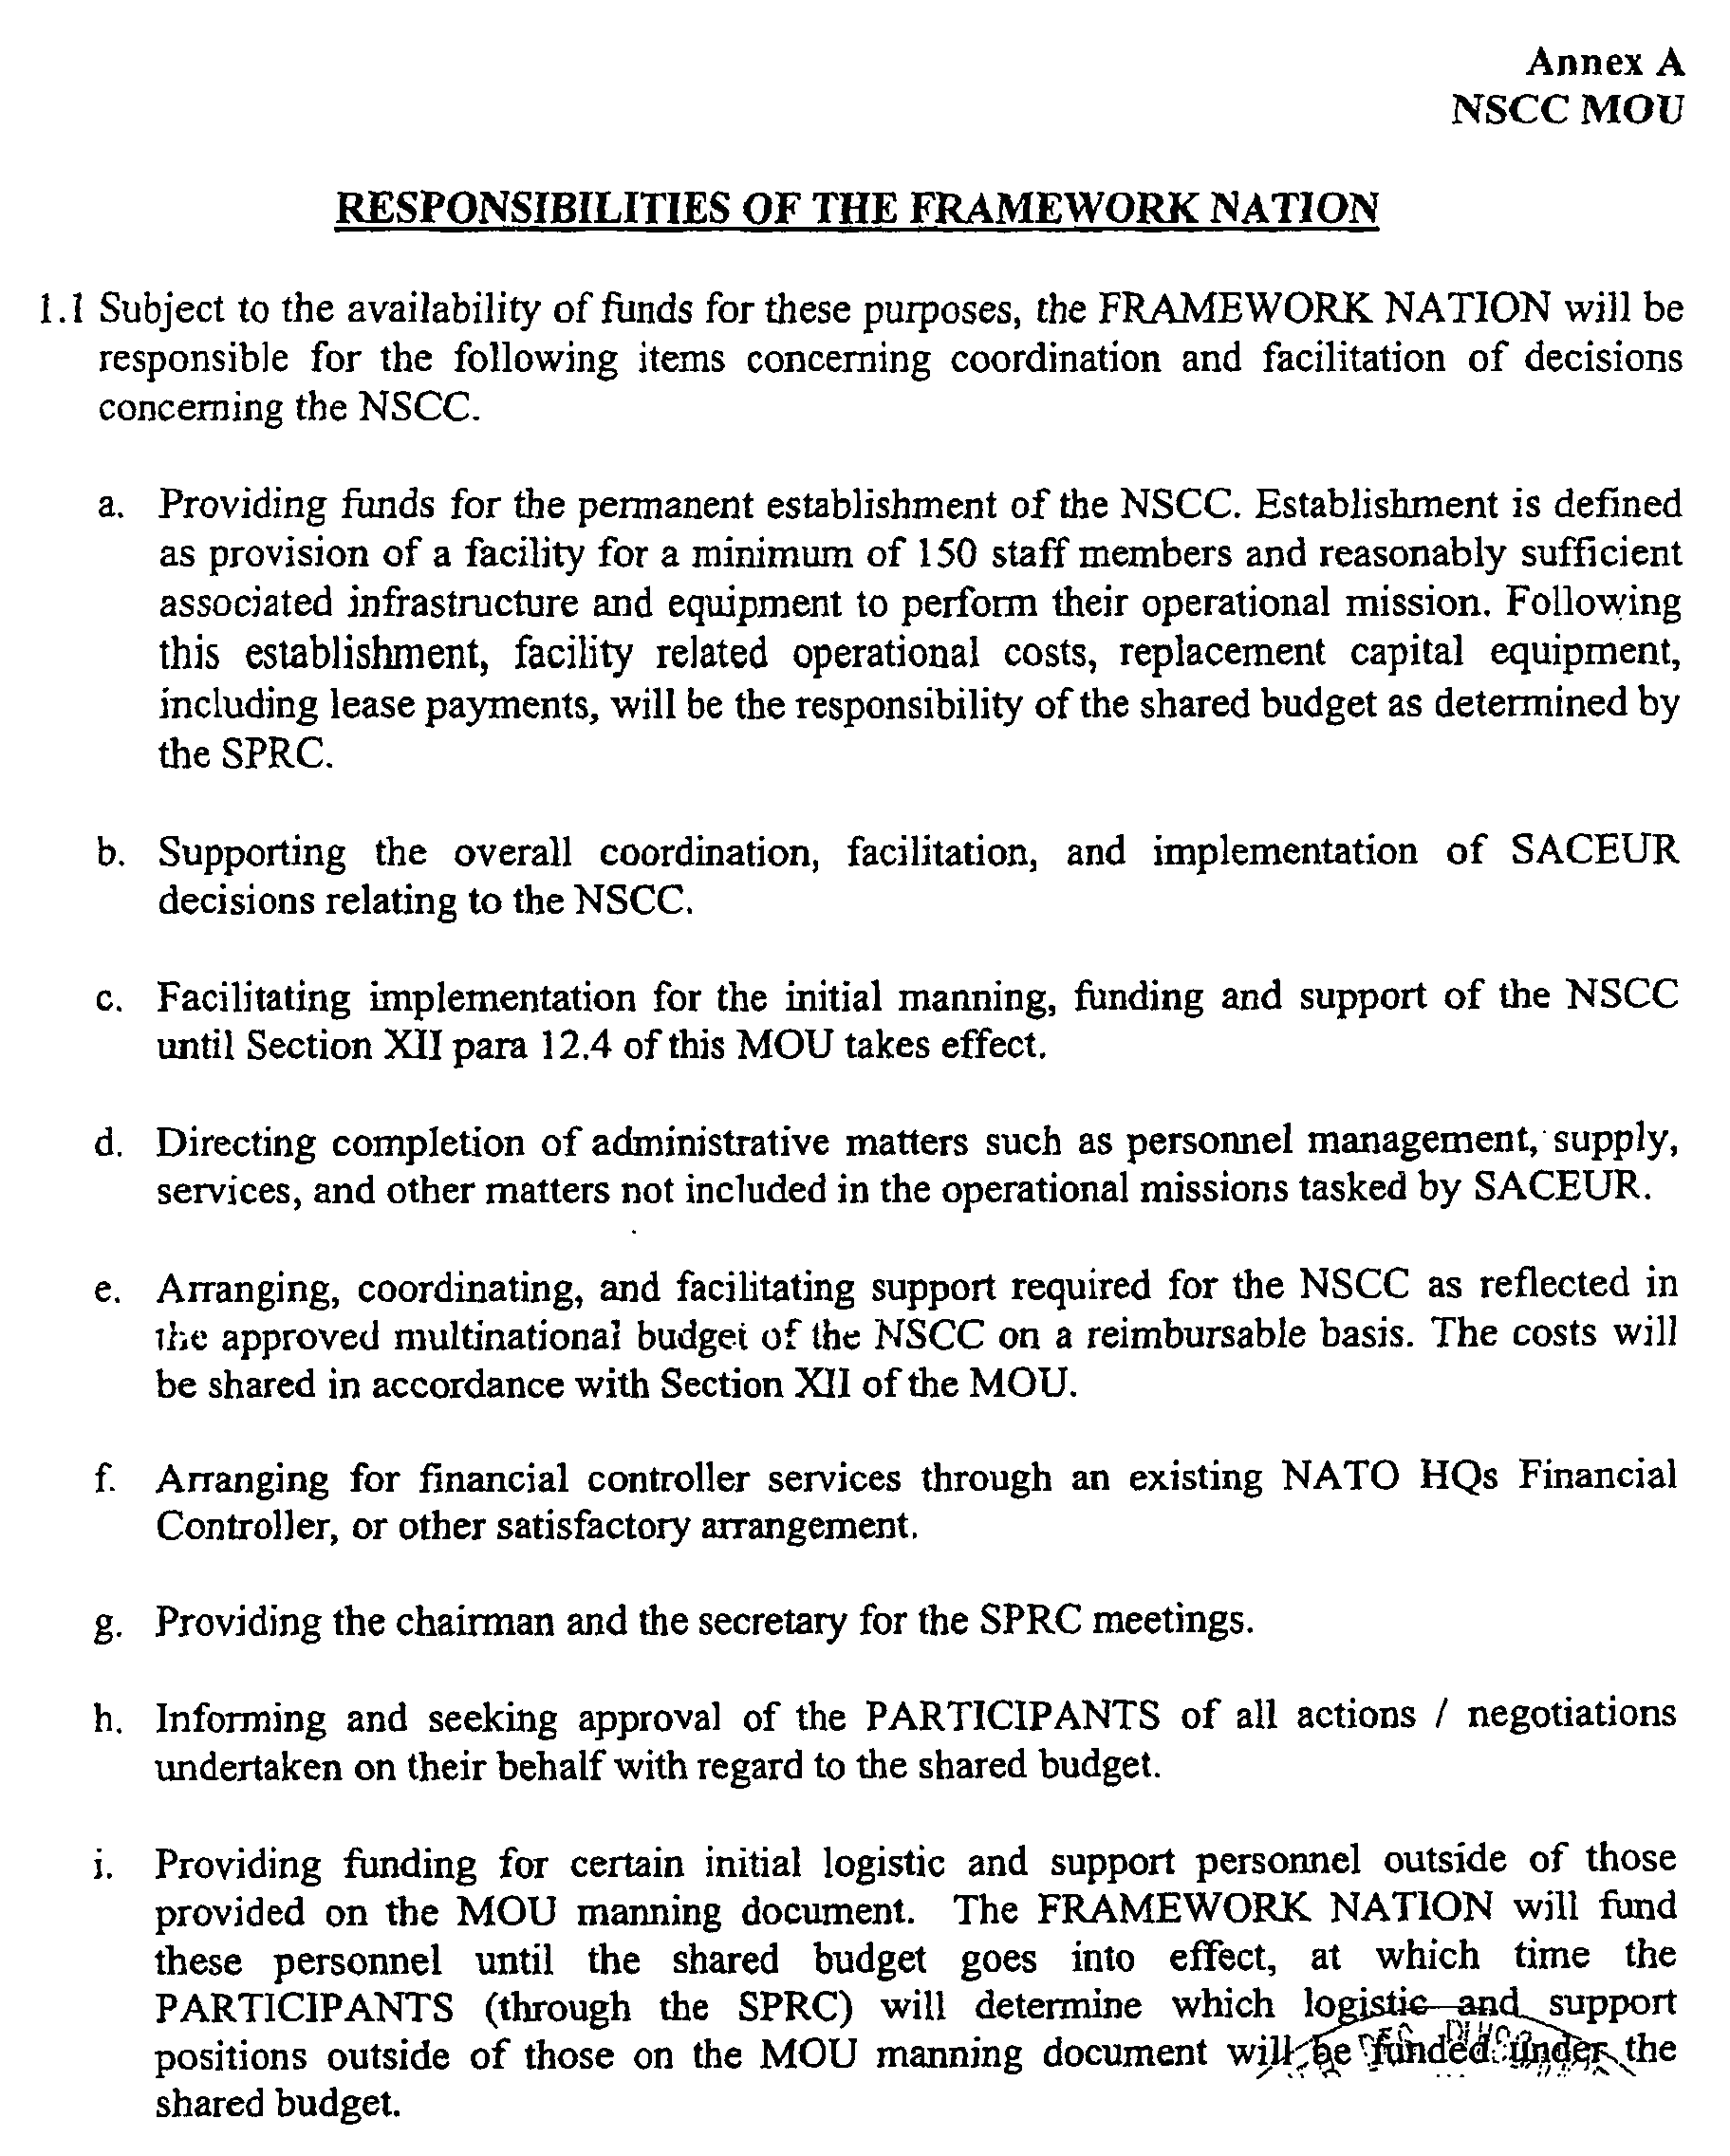 Annex A
NSCC MOU
RESPONSIBILITIES OF THE FRAMEWORK NATION
1.1 Subject to the availability of funds for these purposes, the FRAMEWORK NATION will be
responsible for the following items concerning coordination and facilitation of decisions
concerning the NSCC.
a. Providing funds for the permanent establishment of the NSCC. Establishment is defined
as provision of a facility for a minimum of 150 staff members and reasonably sufficient
associated infrastructure and equipment to perform their operational mission. Following
this establishment, facility related operational costs, replacement capital equipment,
including lease payments, will be the responsibility of the shared budget as determined by
the SPRC.
b. Supporting the overall coordination, facilitation, and implementation of SACEUR
decisions relating to the NSCC.
c. Facilitating implementation for the initial manning, funding and support of the NSCC
until Section XII para 12.4 of this MOU takes effect.
d. Directing completion of administrative matters such as personnel management, supply,
services, and other matters not included in the operational missions tasked by SACEUR.
e. Arranging, coordinating, and facilitating support required for the NSCC as reflected in
the approved multinational budget of the NSCC on a reimbursable basis. The costs will
be shared in accordance with Section XII of the MOU.
f. Arranging for financial controller services through an existing NATO HQs Financial
Controller, or other satisfactory arrangement.
g. Providing the chairman and the secretary for the SPRC meetings.
h. Informing and seeking approval of the PARTICIPANTS of all actions / negotiations
undertaken on their behalf with regard to the shared budget.
i. Providing funding for certain initial logistic and support personnel outside of those
provided on the MOU manning document. The FRAMEWORK NATION will fund
these personnel until the shared budget goes into effect, at which time the
PARTICIPANTS (through the SPRC) will determine which logistic and support
positions outside of those on the MOU manning document will be funded under the
shared budget.